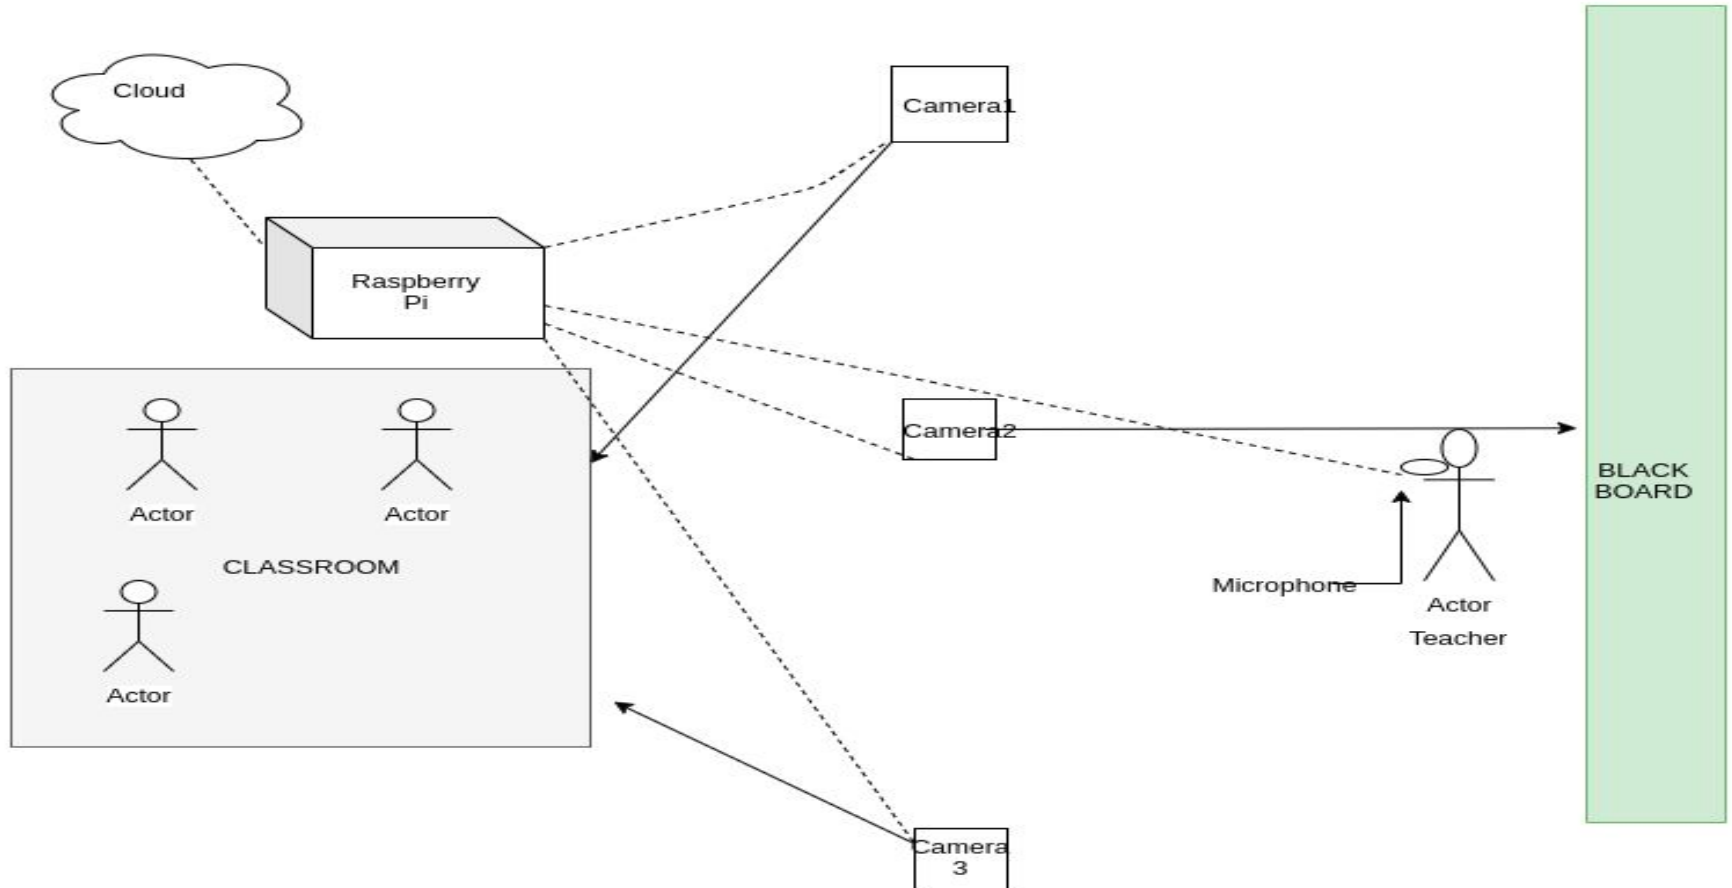 Cloud
Camera1
Raspberry
Pi
Camera2
BLACK
BOARD
Actor
Actor
CLASSROOM
Microphone
Actor
Teacher
Actor
Camera
3